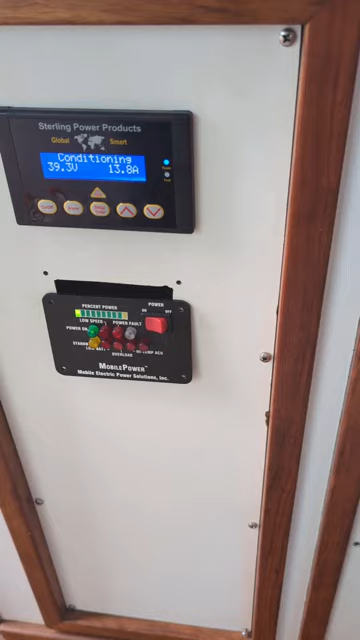 Sterling Power Products
Global Smart
Conditioning
39.3V 13.8A
PERCENT POWER
POWER
ON OFF
LOW SPEED POWER FAULT
POWER ON
OVERLOAD
MOBILEPOWER
Mobile Electric Power Solutions, Inc.